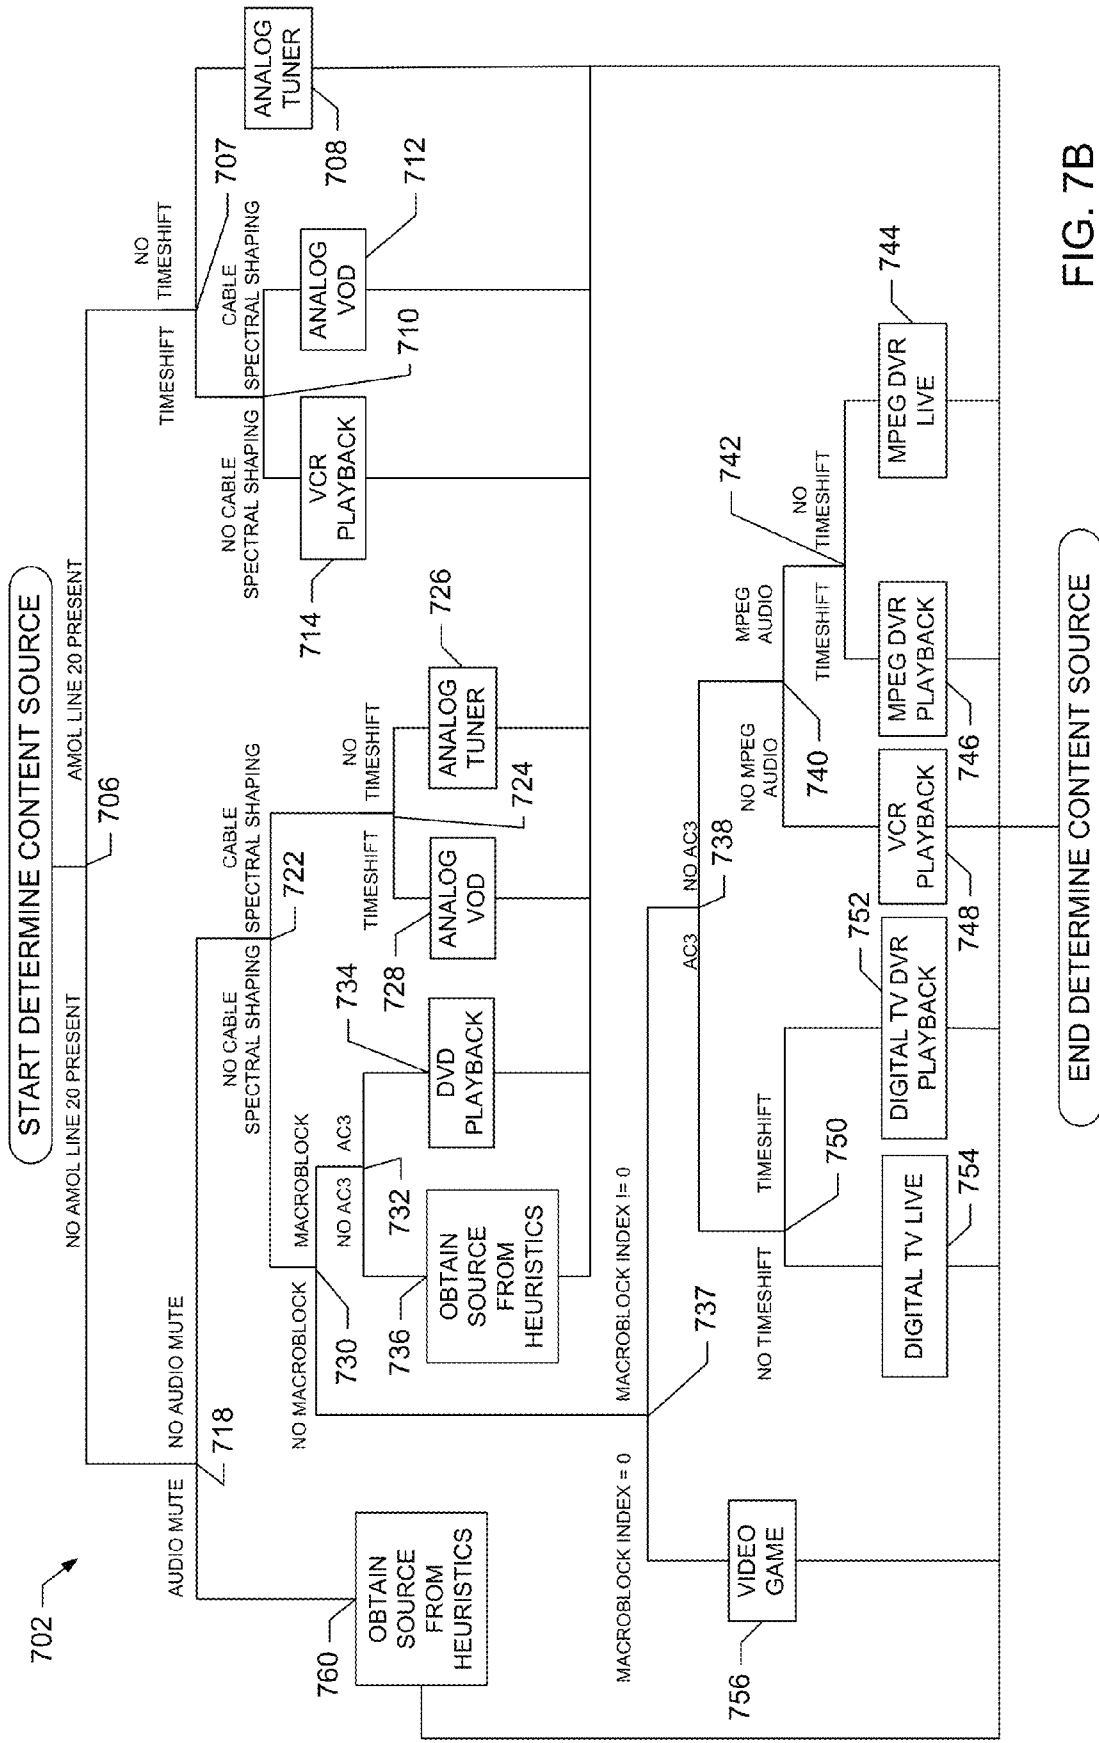 START DETERMINE CONTENT SOURCE
702
NO AMOL LINE 20 PRESENT
AMOL LINE 20 PRESENT
706
AUDIO MUTE
NO AUDIO MUTE
718
TIMESHIFT
NO
TIMESHIFT
707
NO CABLE
SPECTRAL SHAPING
CABLE
SPECTRAL SHAPING
722
NO CABLE
SPECTRAL SHAPING
CABLE
SPECTRAL SHAPING
710
ANALOG
TUNER
708
VCR
PLAYBACK
714
ANALOG
VOD
712
NO MACROBLOCK
MACROBLOCK
730
NO AC3
AC3
732
734
TIMESHIFT
NO
TIMESHIFT
724
760
OBTAIN
SOURCE
FROM
HEURISTICS
736
OBTAIN
SOURCE
FROM
HEURISTICS
DVD
PLAYBACK
728
ANALOG
VOD
ANALOG
TUNER
726
MACROBLOCK INDEX = 0
MACROBLOCK INDEX != 0
737
AC3
NO AC3
738
756
VIDEO
GAME
NO TIMESHIFT
TIMESHIFT
750
NO MPEG
AUDIO
MPEG
AUDIO
740
742
TIMESHIFT
NO
TIMESHIFT
DIGITAL TV LIVE
754
DIGITAL TV DVR
PLAYBACK
752
VCR
PLAYBACK
748
MPEG DVR
PLAYBACK
746
MPEG DVR
LIVE
744
END DETERMINE CONTENT SOURCE
FIG. 7B